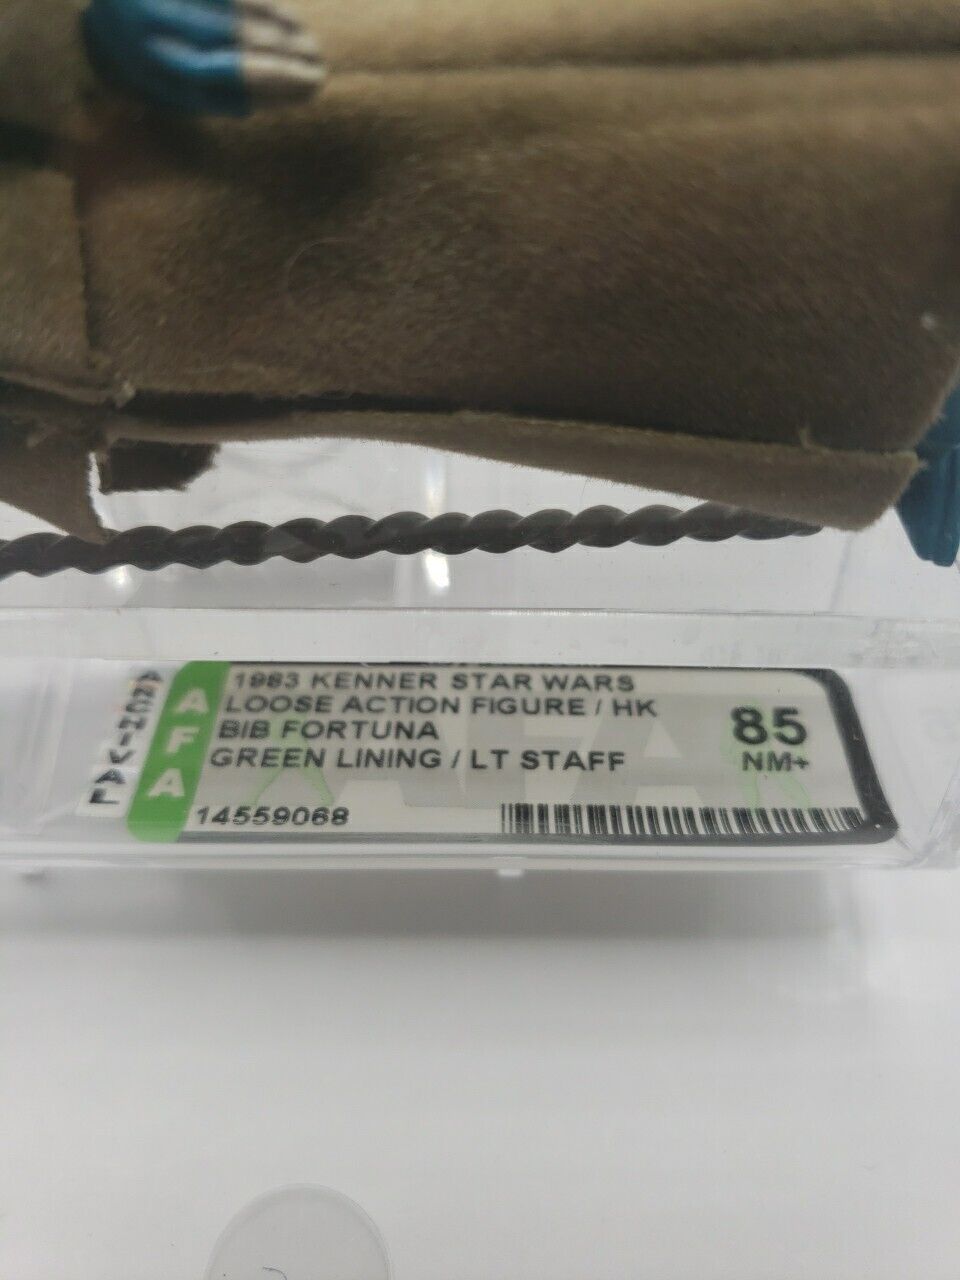 1983 KENNER STAR WARS
LOOSE ACTION FIGURE / HK
BIB FORTUNA
GREEN LINING / LT STAFF
14559068
85
NM+
AFA
ARCHIVAL